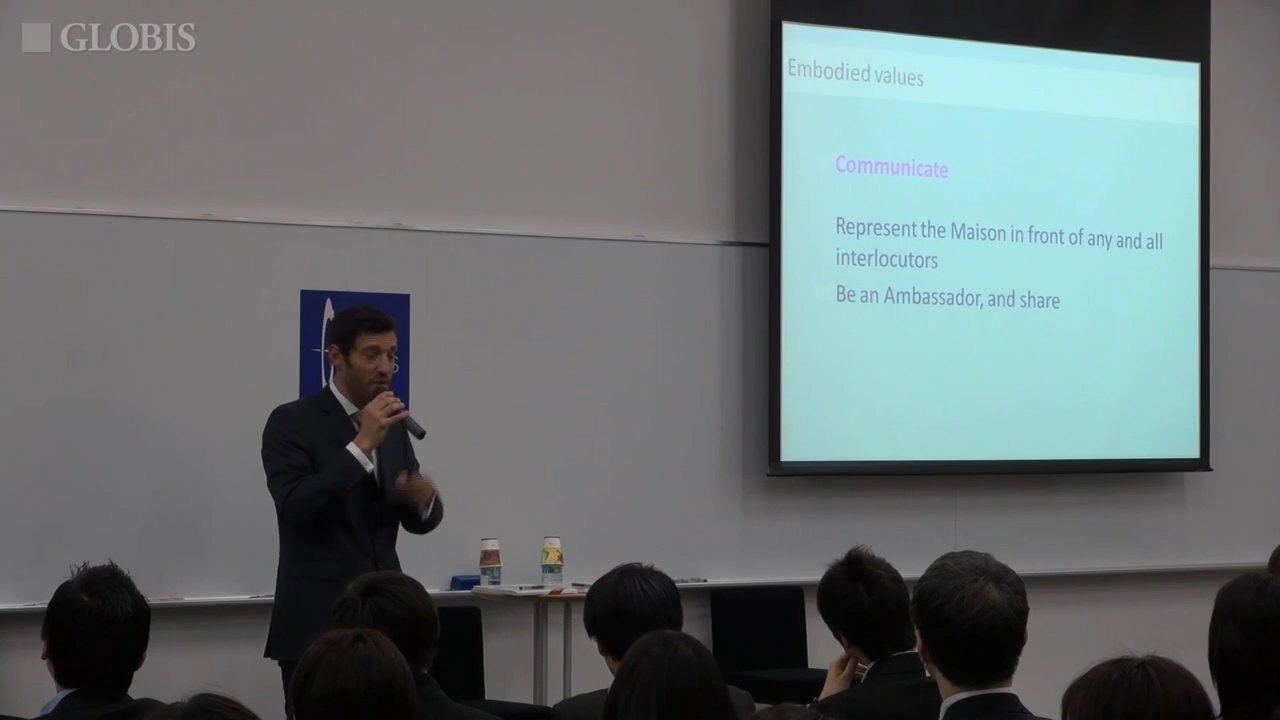 GLOBIS
Embodied values
Communicate
Represent the Maison in front of any and all
interlocutors
Be an Ambassador, and share